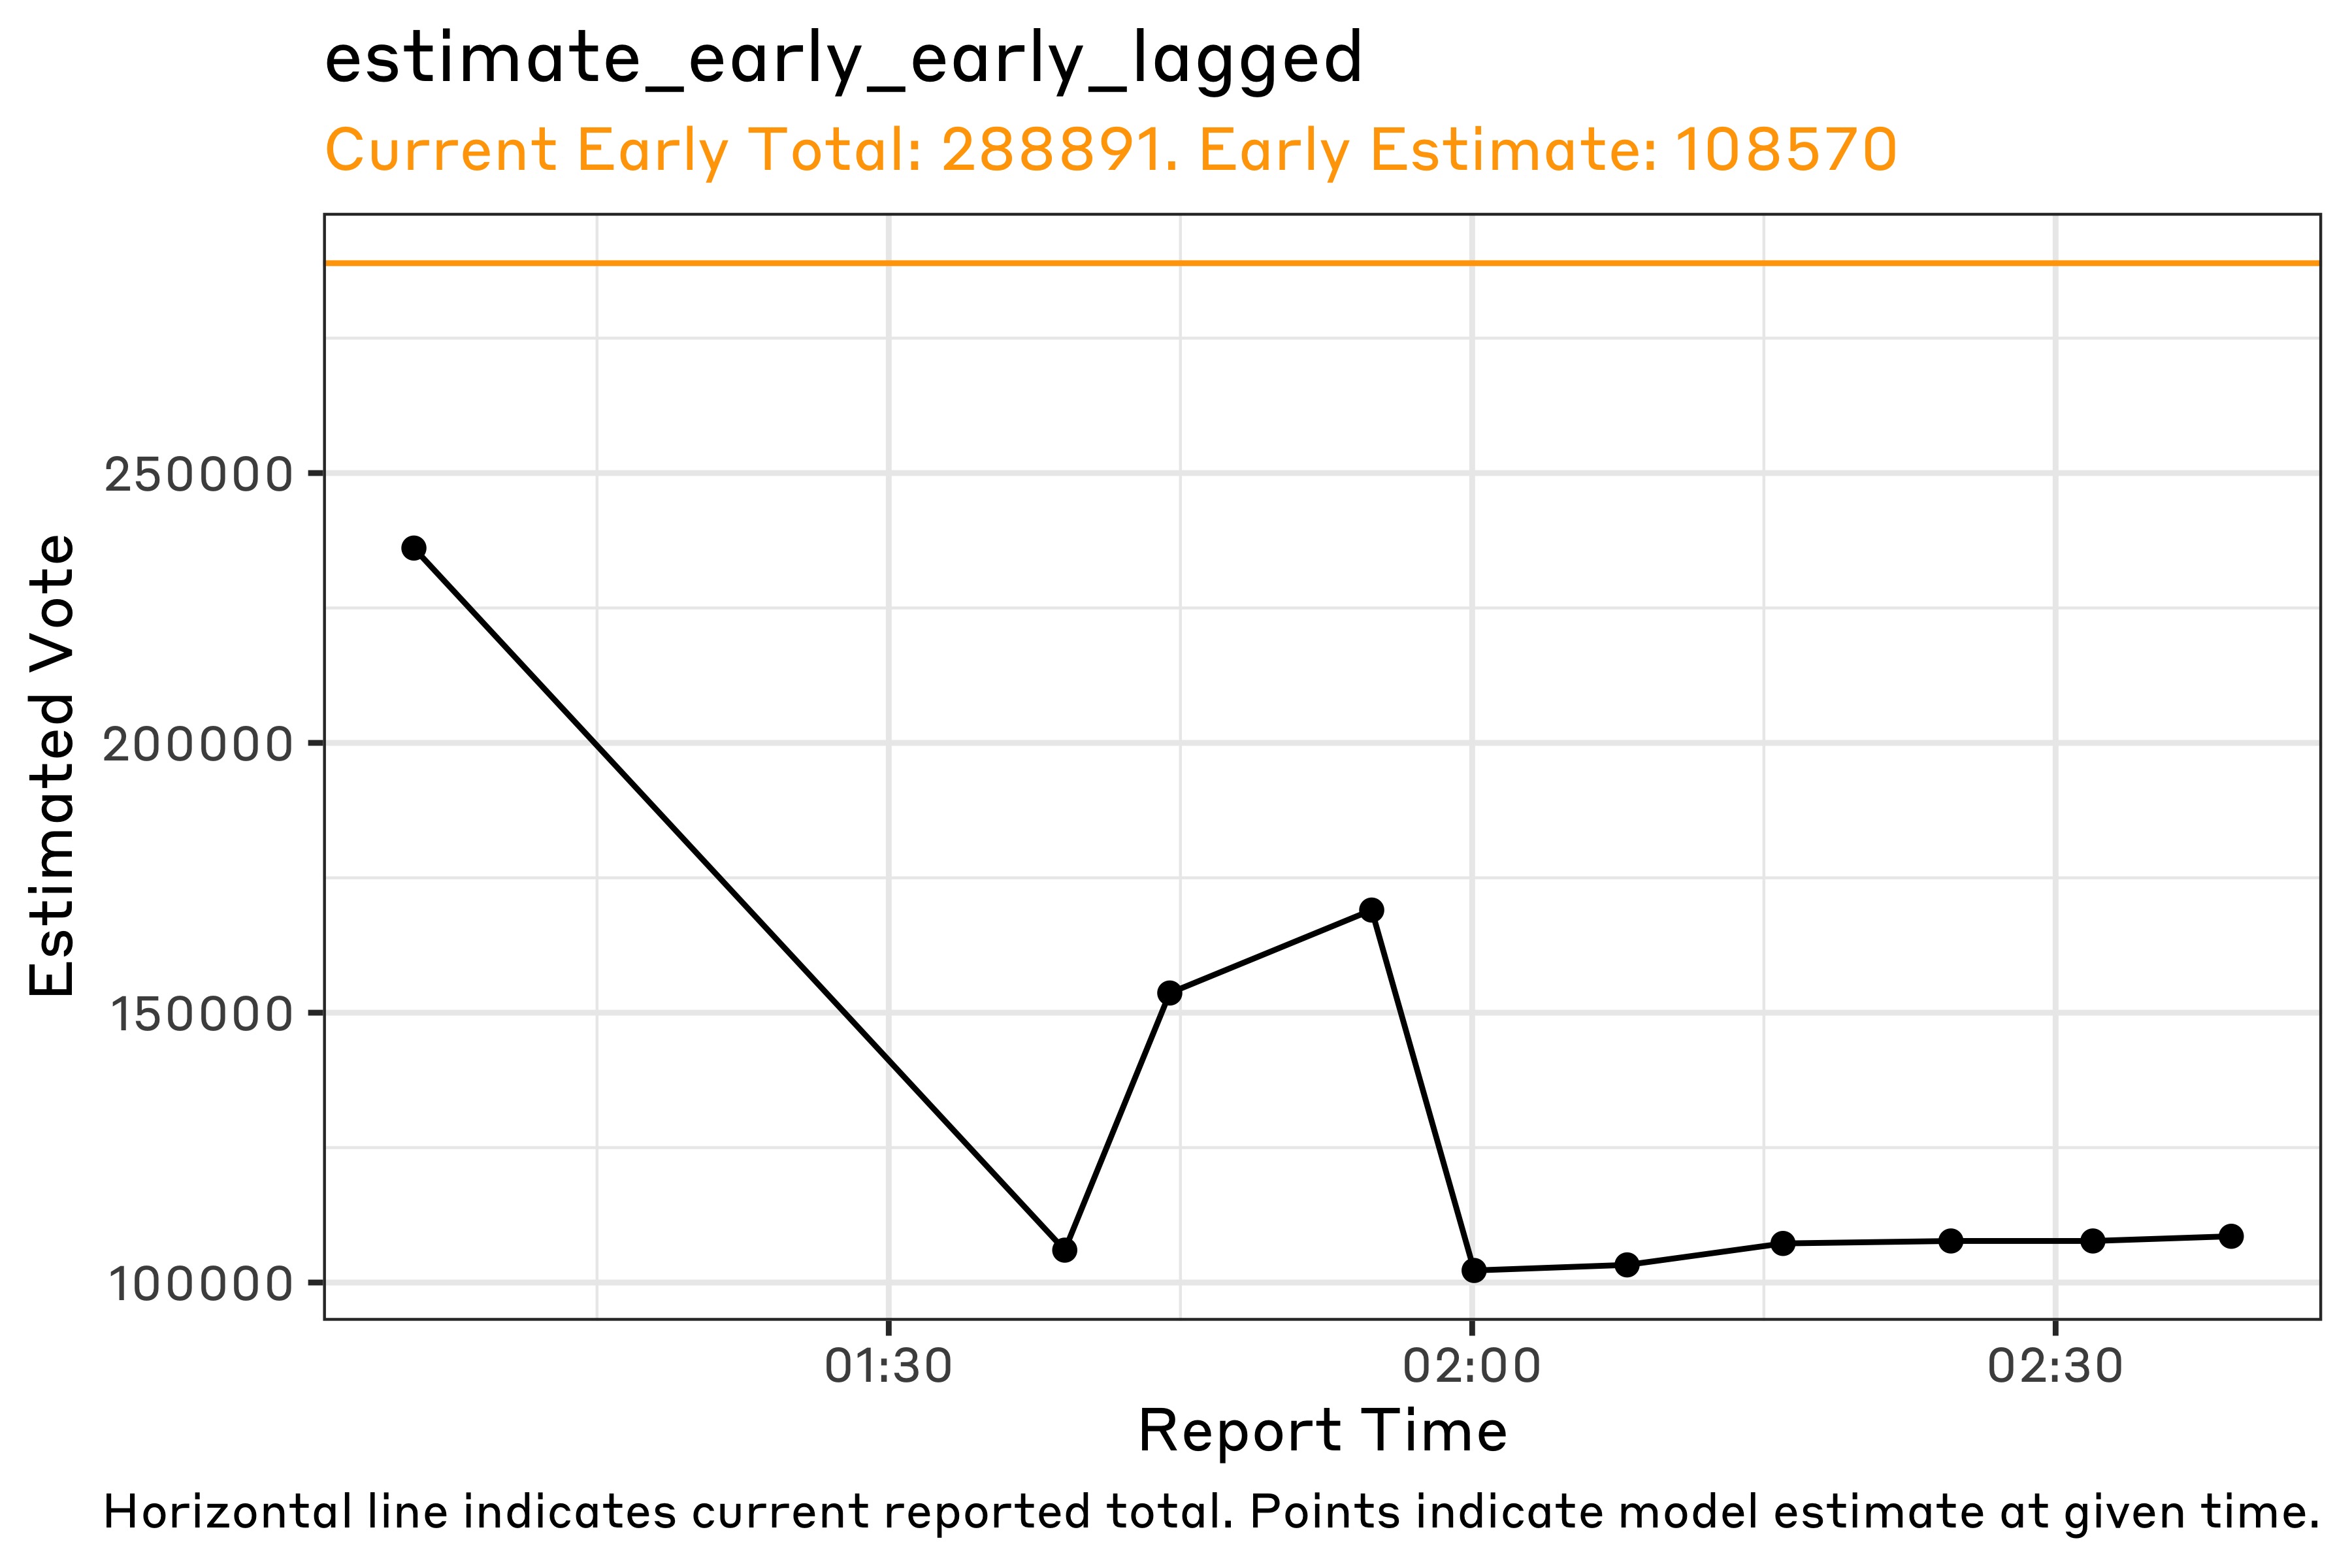 estimate_early_early_lagged
Current Early Total: 288891. Early Estimate: 108570
Estimated Vote
250000
200000
150000
100000
01:30 02:00 02:30
Report Time
Horizontal line indicates current reported total. Points indicate model estimate at given time.